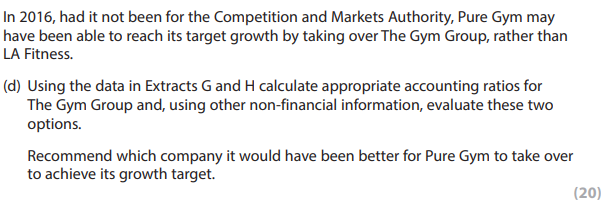 In 2016, had it not been for the Competition and Markets Authority, Pure Gym may
have been able to reach its target growth by taking over The Gym Group, rather than
LA Fitness.
(d) Using the data in Extracts G and H calculate appropriate accounting ratios for
The Gym Group and, using other non-financial information, evaluate these two
options.
Recommend which company it would have been better for Pure Gym to take over
to achieve its growth target.
(20)